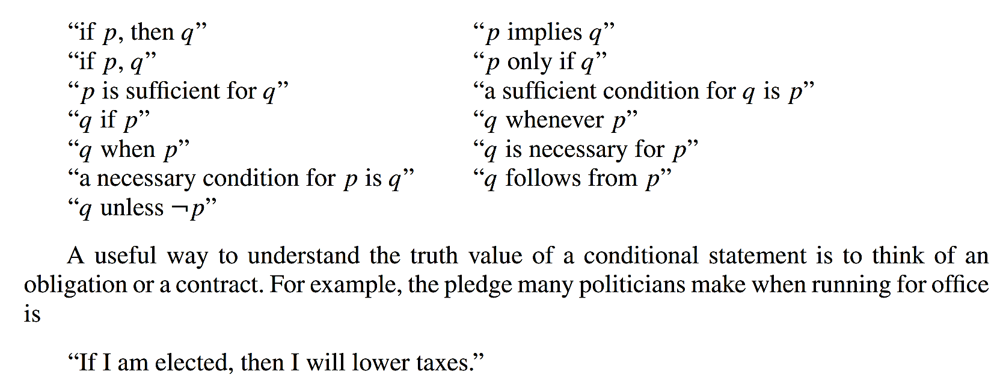 “if p, then q” “p implies q”
“if p, q” “p only if q”
“p is sufficient for q” “a sufficient condition for q is p”
“q if p” “q whenever p”
“q when p” “q is necessary for p”
“a necessary condition for p is q” “q follows from p”
“q unless ¬p”
A useful way to understand the truth value of a conditional statement is to think of an
obligation or a contract. For example, the pledge many politicians make when running for office
is
“If I am elected, then I will lower taxes.”